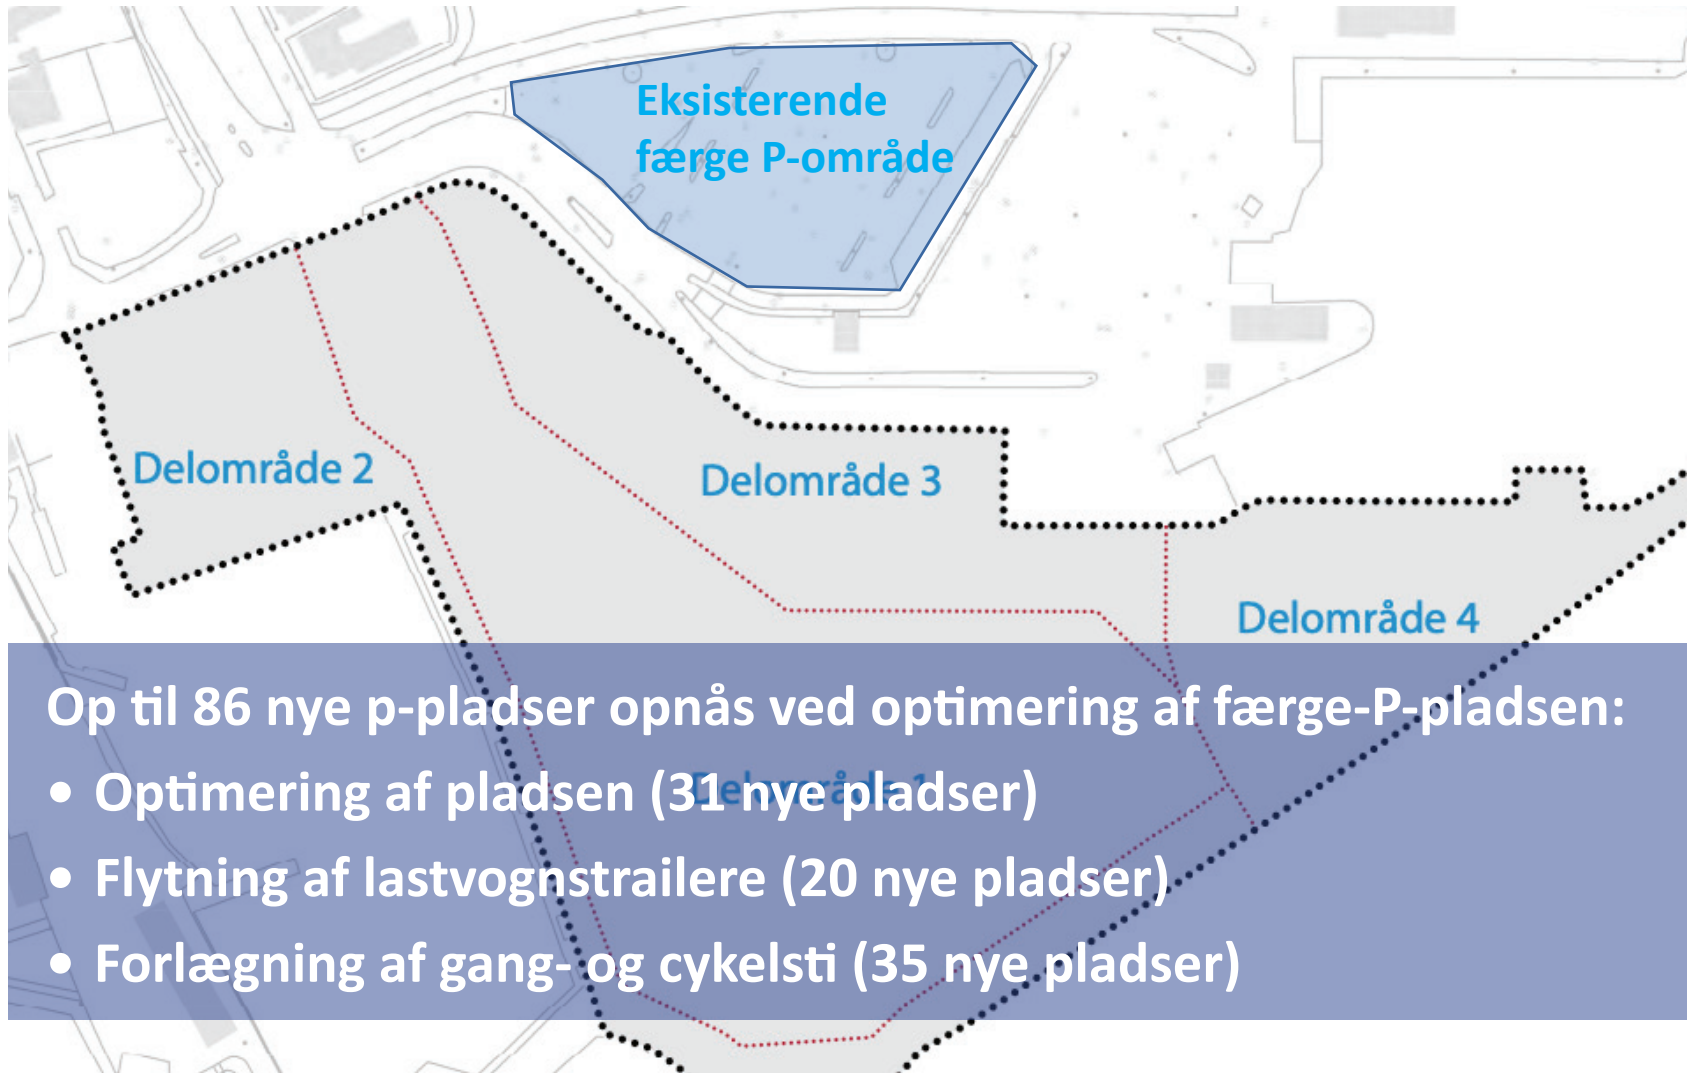 Eksisterende
færge P-område
Delområde 2
Delområde 3
Delområde 4
Op til 86 nye p-pladser opnås ved optimering af færge-P-pladsen:
Delområde 1
• Optimering af pladsen (31 nye pladser)
• Flytning af lastvognstrailere (20 nye pladser)
• Forlægning af gang- og cykelsti (35 nye pladser)